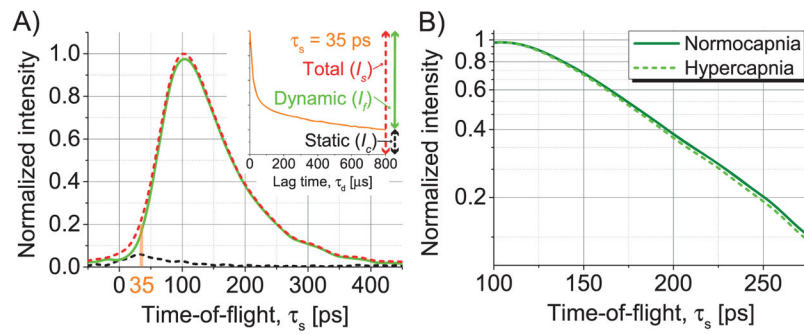 A)
Normalized intensity
1.0
0.8
0.6
0.4
0.2
0.0
0 35 100 200 300 400
Time-of-flight, τs [ps]
τs = 35 ps
Total (Is)
Dynamic (If)
Static (Ic)
0 200 400 600 800
Lag time, τd [μs]
B)
Normalized intensity
1
0.8
0.6
0.4
0.2
100 150 200 250
Time-of-flight, τs [ps]
Normocapnia
Hypercapnia